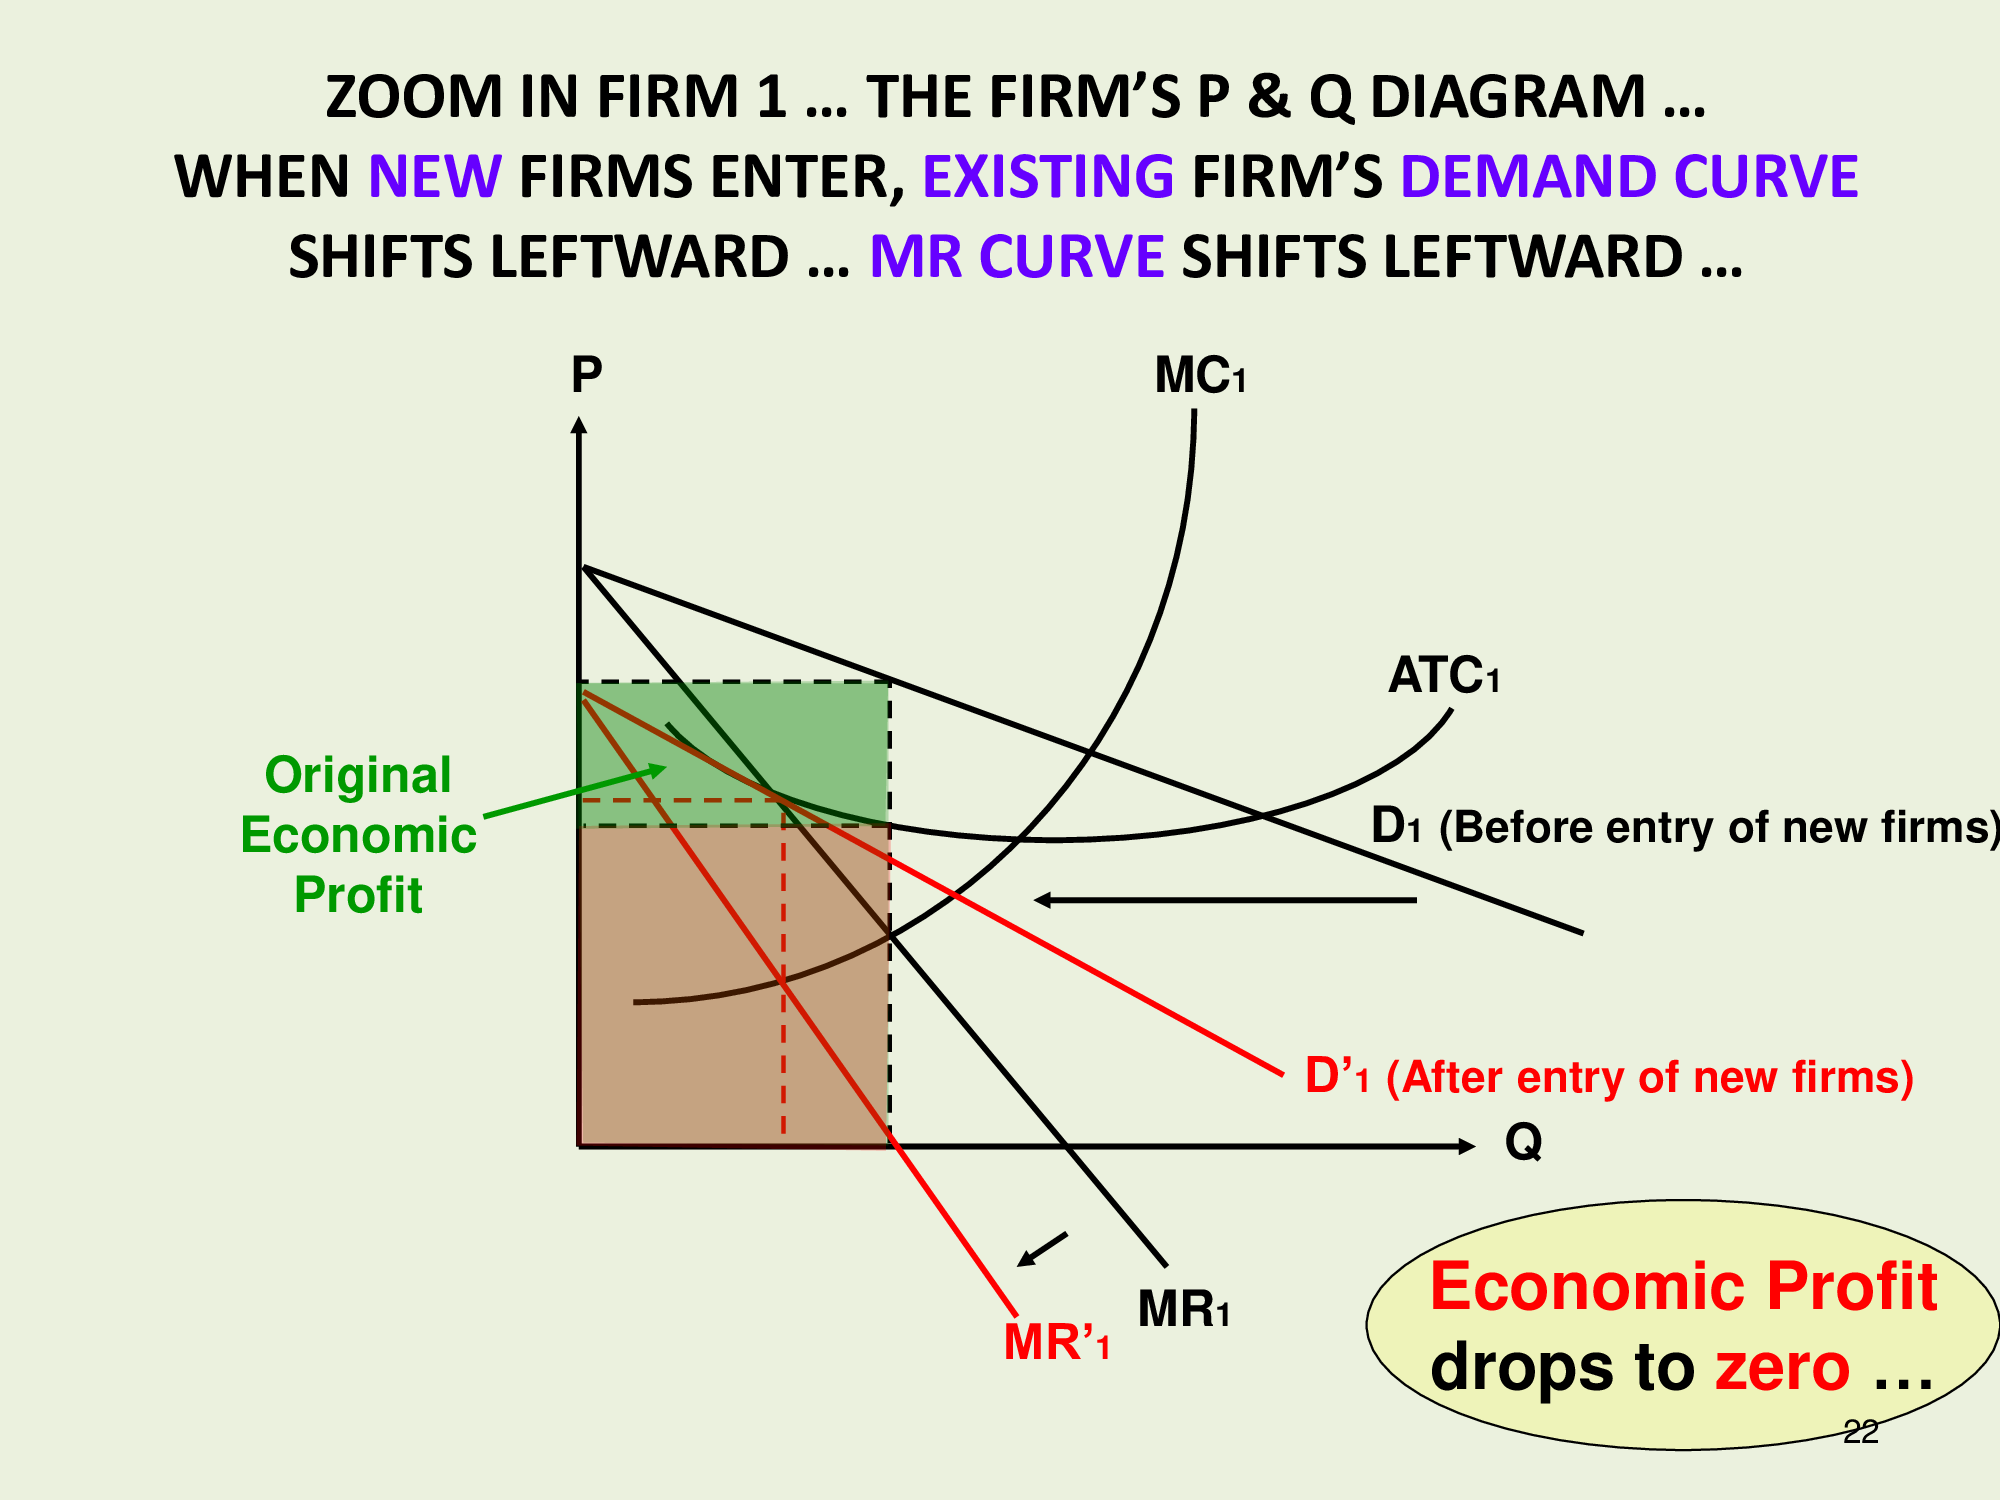 ZOOM IN FIRM 1 … THE FIRM’S P & Q DIAGRAM …
WHEN NEW FIRMS ENTER, EXISTING FIRM’S DEMAND CURVE
SHIFTS LEFTWARD … MR CURVE SHIFTS LEFTWARD …
P
MC1
ATC1
Original
Economic
Profit
D1 (Before entry of new firms)
D’1 (After entry of new firms)
Q
MR1
MR’1
Economic Profit
drops to zero …
22